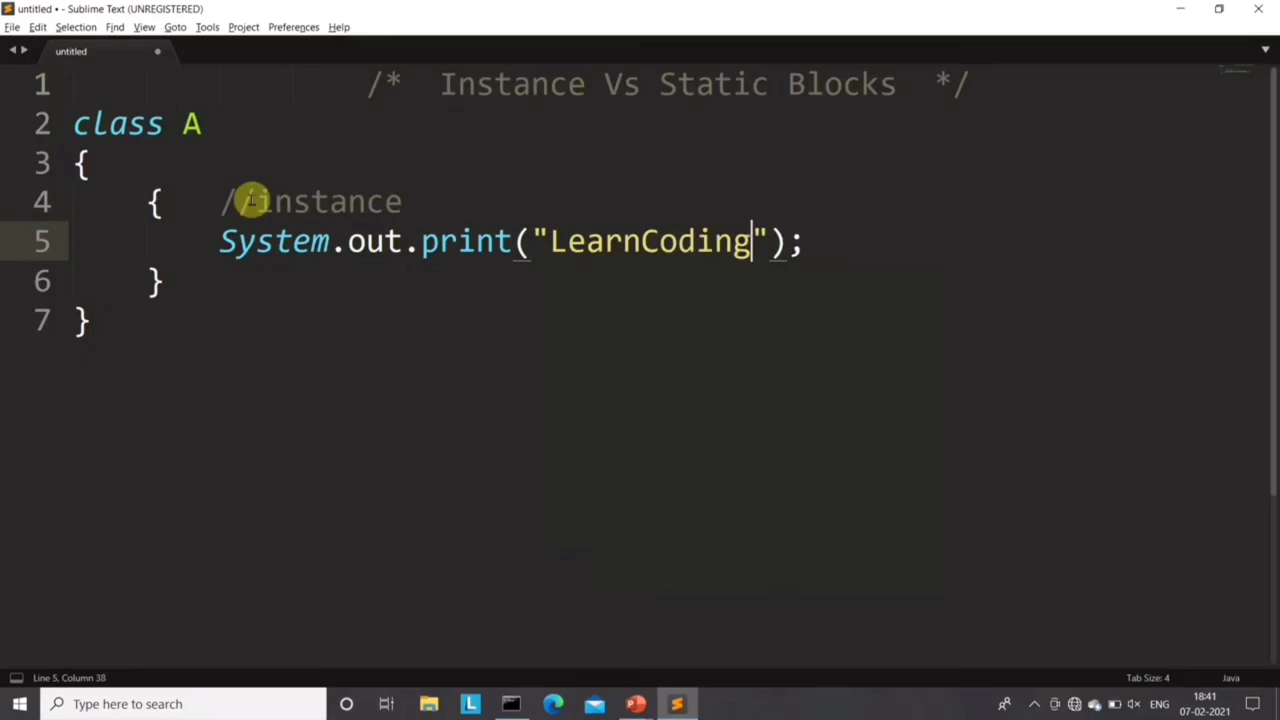 untitled • - Sublime Text (UNREGISTERED)
File Edit Selection Find View Goto Tools Project Preferences Help
untitled
1 /* Instance Vs Static Blocks */
2 class A
3 {
4 { //instance
5 System.out.print("LearnCoding");
6 }
7 }
Line 5, Column 38 Tab Size: 4 Java
Type here to search ENG 18:41
07-02-2021